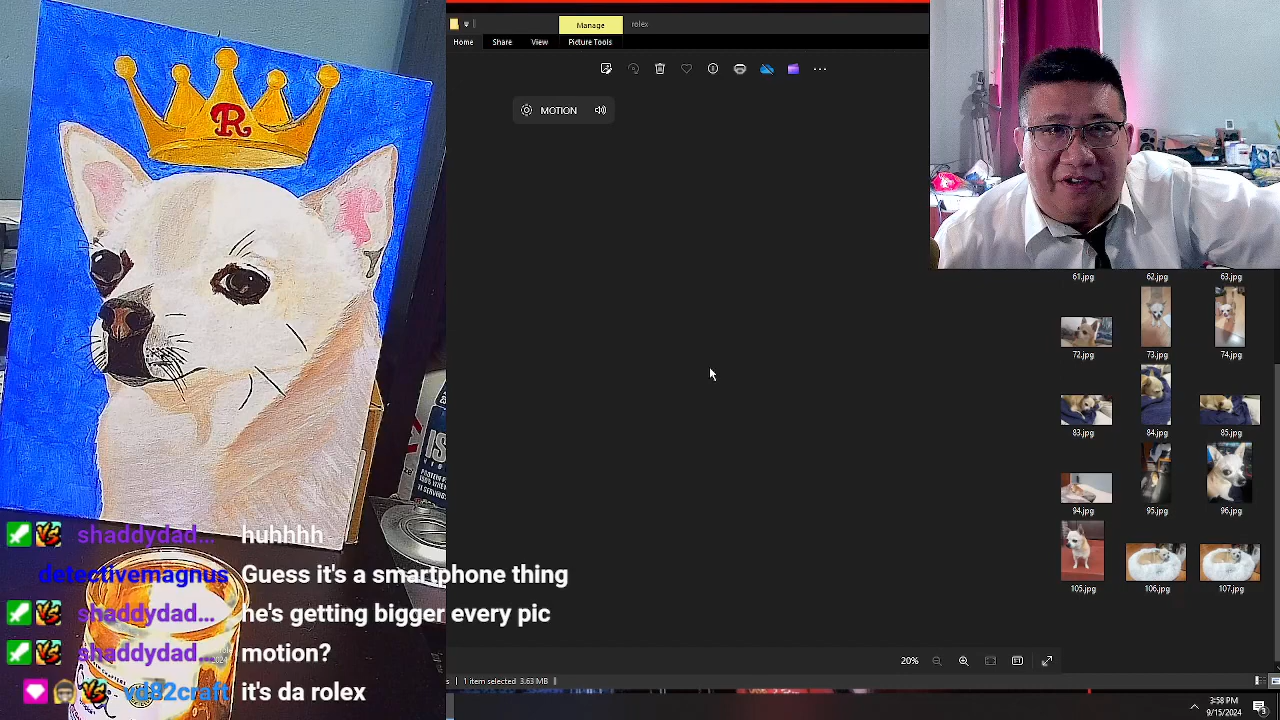 Manage
rolex
Home
Share
View
Picture Tools
MOTION
R
61.jpg
62.jpg
63.jpg
72.jpg
73.jpg
74.jpg
83.jpg
84.jpg
85.jpg
94.jpg
95.jpg
96.jpg
105.jpg
106.jpg
107.jpg
shaddydad... huhhhh
detectivemagnus Guess it's a smartphone thing
shaddydad... he's getting bigger every pic
shaddydad... motion?
vd82craft it's da rolex
2024
20%
1 item selected 3.63 MB
3:58 PM
9/15/2024